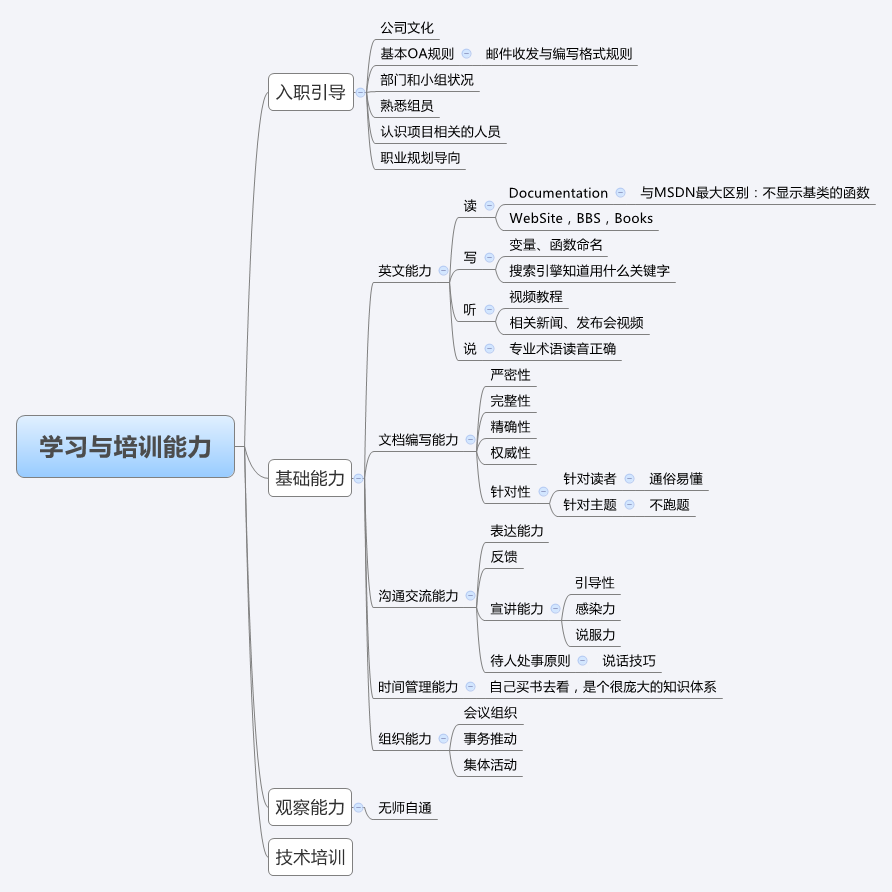 公司文化
基本OA规则 邮件收发与编写格式规则
部门和小组状况
入职引导
熟悉组员
认识项目相关的人员
职业规划导向
Documentation 与MSDN最大区别：不显示基类的函数
读
WebSite，BBS，Books
变量、函数命名
写
英文能力
搜索引擎知道用什么关键字
视频教程
听
相关新闻、发布会视频
说 专业术语读音正确
严密性
完整性
精确性
文档编写能力
权威性
学习与培训能力
基础能力
针对读者 通俗易懂
针对性
针对主题 不跑题
表达能力
反馈
引导性
沟通交流能力
宣讲能力 感染力
说服力
待人处事原则 说话技巧
时间管理能力 自己买书去看，是个很庞大的知识体系
会议组织
组织能力 事务推动
集体活动
观察能力 无师自通
技术培训